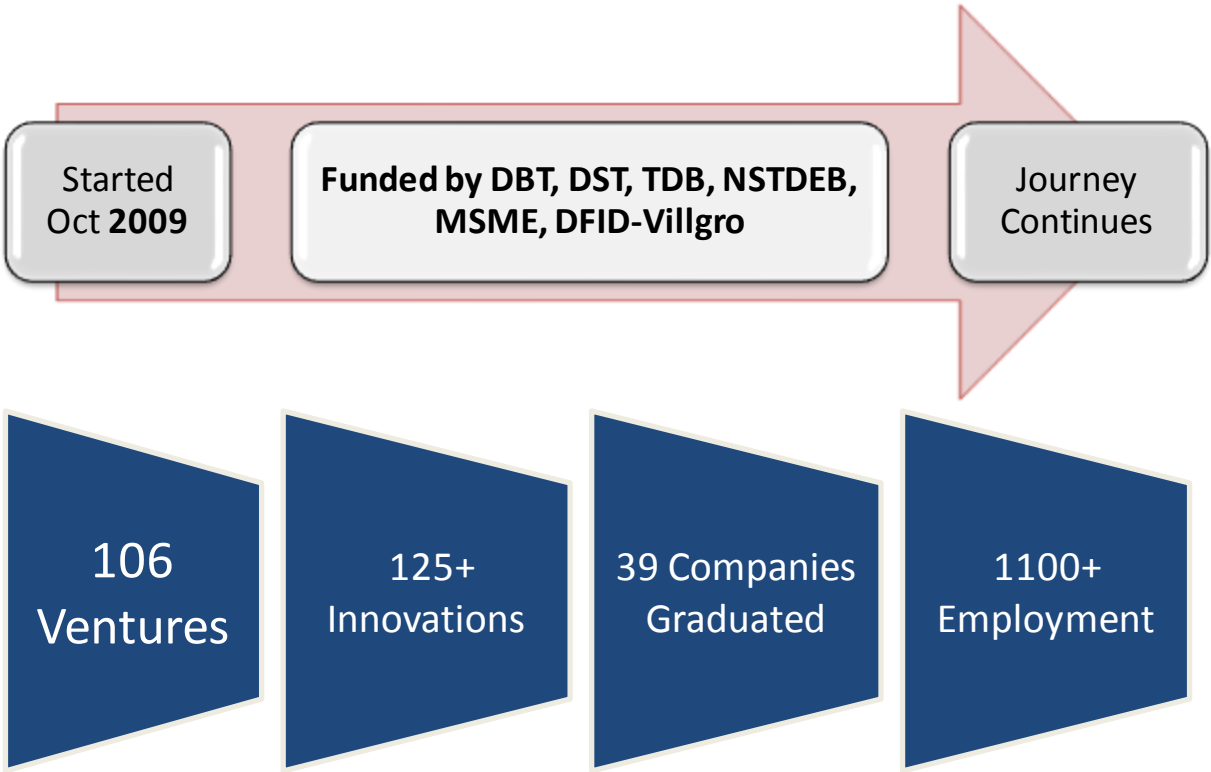 Started
Oct 2009
Funded by DBT, DST, TDB, NSTDEB,
MSME, DFID-Villgro
Journey
Continues
106
Ventures
125+
Innovations
39 Companies
Graduated
1100+
Employment